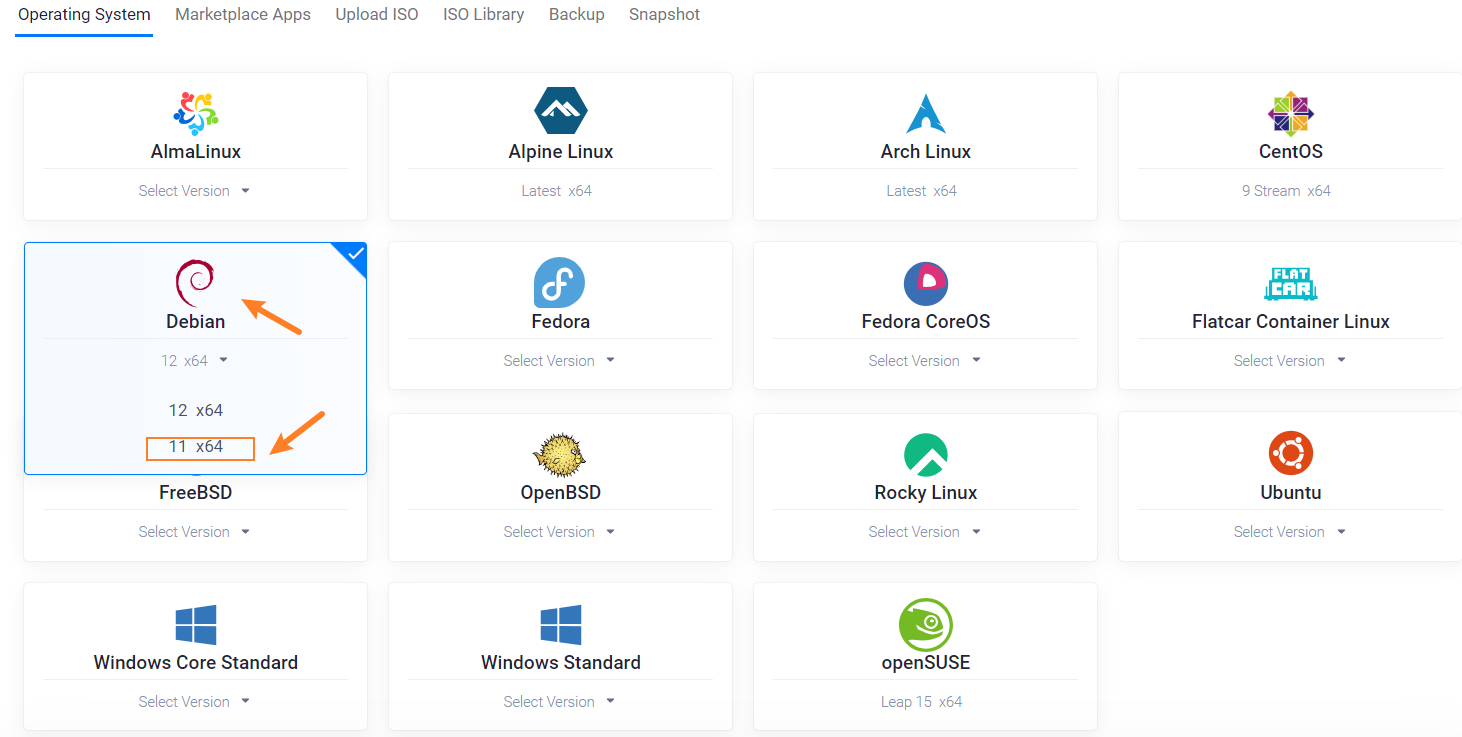 Operating System Marketplace Apps Upload ISO ISO Library Backup Snapshot
AlmaLinux Alpine Linux Arch Linux CentOS
Select Version Latest x64 Latest x64 9 Stream x64
FLAT
CAR
Debian Fedora Fedora CoreOS Flatcar Container Linux
12 x64 Select Version Select Version Select Version
12 x64
11 x64
FreeBSD OpenBSD Rocky Linux Ubuntu
Select Version Select Version Select Version Select Version
Windows Core Standard Windows Standard openSUSE
Select Version Select Version Leap 15 x64